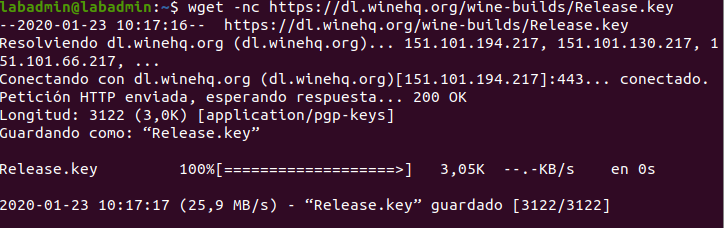 labadmin@labadmin:~$ wget -nc https://dl.winehq.org/wine-builds/Release.key
--2020-01-23 10:17:16--  https://dl.winehq.org/wine-builds/Release.key
Resolviendo dl.winehq.org (dl.winehq.org)... 151.101.194.217, 151.101.130.217, 1
51.101.66.217, ...
Conectando con dl.winehq.org (dl.winehq.org)[151.101.194.217]:443... conectado.
Petición HTTP enviada, esperando respuesta... 200 OK
Longitud: 3122 (3,0K) [application/pgp-keys]
Guardando como: “Release.key”
Release.key         100%[===================>]   3,05K  --.-KB/s    en 0s
2020-01-23 10:17:17 (25,9 MB/s) - “Release.key” guardado [3122/3122]